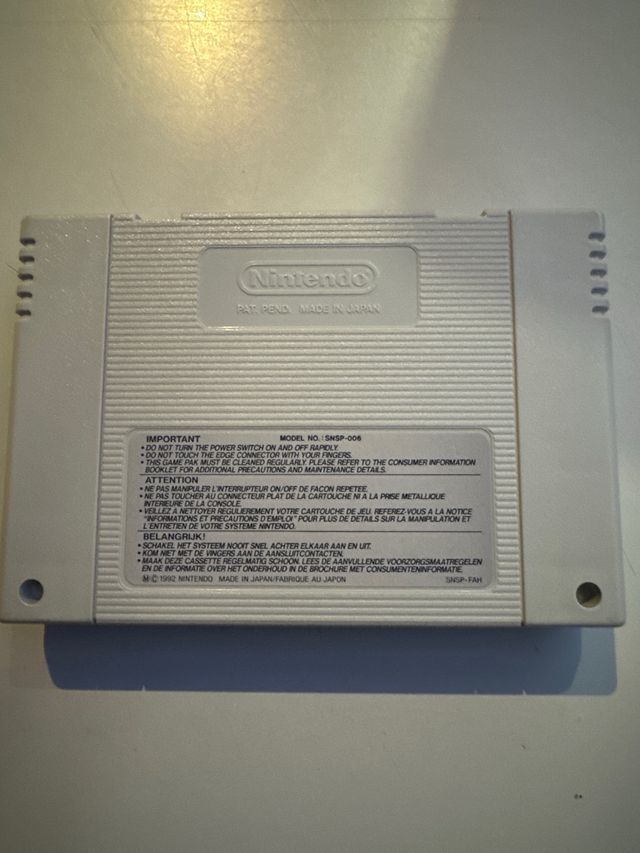 Nintendo
PAT. PEND. MADE IN JAPAN
IMPORTANT MODEL NO. : SNSP-006
• DO NOT TURN THE POWER SWITCH ON AND OFF RAPIDLY.
• DO NOT TOUCH THE EDGE CONNECTOR WITH YOUR FINGERS.
• THIS GAME PAK MUST BE CLEANED REGULARLY. PLEASE REFER TO THE CONSUMER INFORMATION
BOOKLET FOR ADDITIONAL PRECAUTIONS AND MAINTENANCE DETAILS.
ATTENTION
• NE PAS MANIPULER L'INTERRUPTEUR ON/OFF DE FACON REPETEE.
• NE PAS TOUCHER AU CONNECTEUR PLAT DE LA CARTOUCHE NI A LA PRISE METALLIQUE
INTERIEURE DE LA CONSOLE.
• VEILLEZ A NETTOYER REGULIEREMENT VOTRE CARTOUCHE DE JEU. REFEREZ-VOUS A LA NOTICE
"INFORMATIONS ET PRECAUTIONS D'EMPLOI" POUR PLUS DE DETAILS SUR LA MANIPULATION ET
L'ENTRETIEN DE VOTRE SYSTEME NINTENDO.
BELANGRIJK!
• SCHAKEL HET SYSTEEM NOOIT SNEL ACHTER ELKAAR AAN EN UIT.
• KOM NIET MET DE VINGERS AAN DE AANSLUITCONTACTEN.
• MAAK DEZE CASSETTE REGELMATIG SCHOON. LEES DE AANVULLENDE VOORZORGSMAATREGELEN
EN DE INFORMATIE OVER HET ONDERHOUD IN DE BROCHURE MET CONSUMENTENINFORMATIE.
Ⓜ © 1992 NINTENDO MADE IN JAPAN/FABRIQUE AU JAPON SNSP-FAH